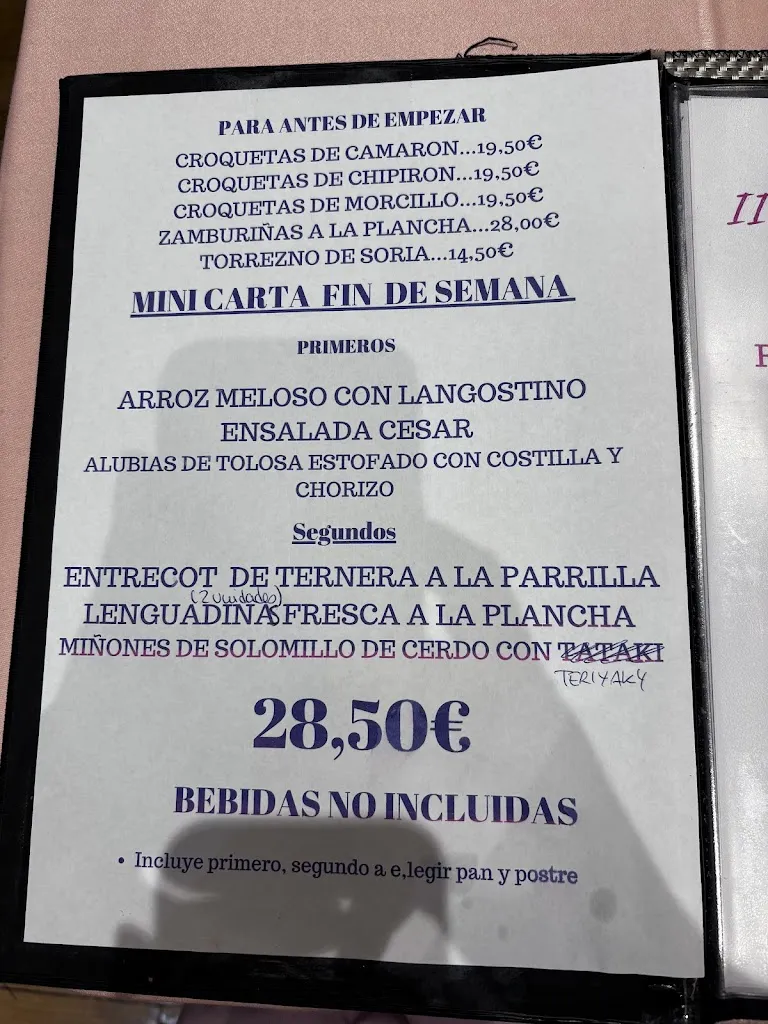 PARA ANTES DE EMPEZAR
CROQUETAS DE CAMARON...19,50€
CROQUETAS DE CHIPIRON...19,50€
CROQUETAS DE MORCILLO...19,50€
ZAMBURIÑAS A LA PLANCHA...28,00€
TORREZNO DE SORIA...14,50€
MINI CARTA FIN DE SEMANA
PRIMEROS
ARROZ MELOSO CON LANGOSTINO
ENSALADA CESAR
ALUBIAS DE TOLOSA ESTOFADO CON COSTILLA Y
CHORIZO
Segundos
ENTRECOT DE TERNERA A LA PARRILLA
(2 unidades)
LENGUADINAS FRESCA A LA PLANCHA
MIÑONES DE SOLOMILLO DE CERDO CON TATAKI
TERIYAKY
28,50€
BEBIDAS NO INCLUIDAS
• Incluye primero, segundo a e,legir pan y postre